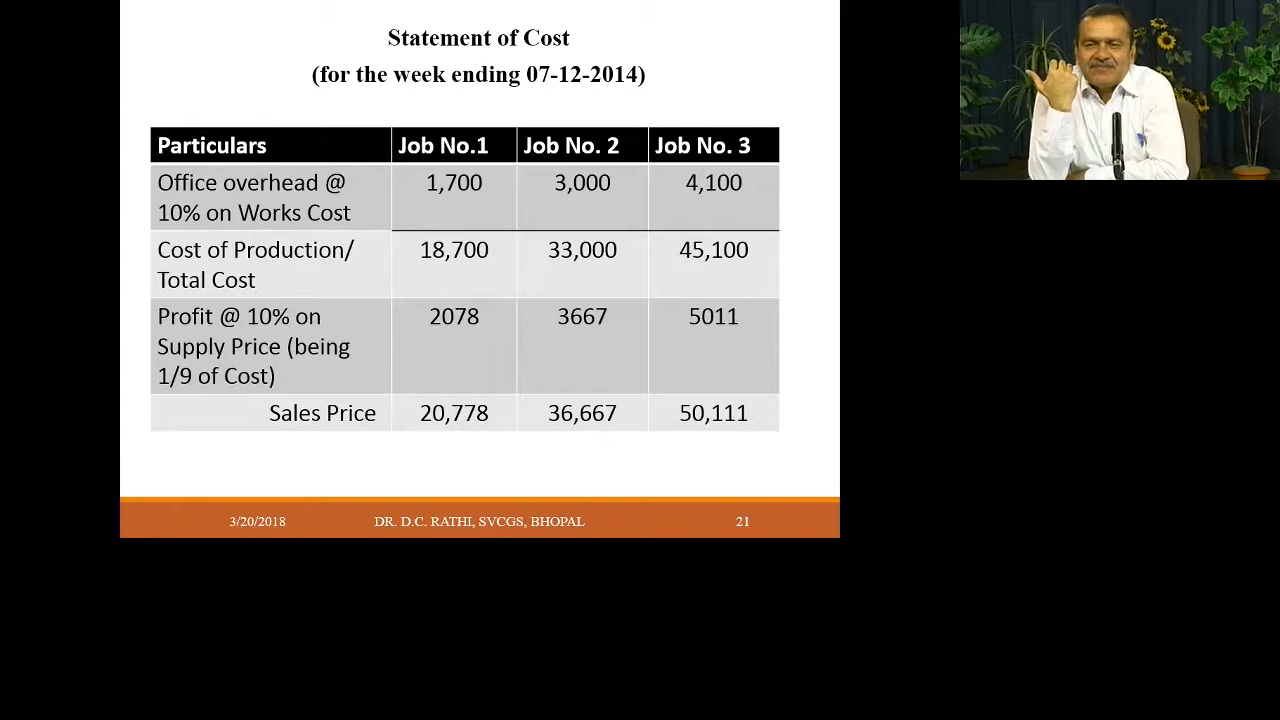 Statement of Cost
(for the week ending 07-12-2014)
Particulars Job No.1 Job No. 2 Job No. 3
Office overhead @ 1,700 3,000 4,100
10% on Works Cost
Cost of Production/ 18,700 33,000 45,100
Total Cost
Profit @ 10% on 2078 3667 5011
Supply Price (being
1/9 of Cost)
Sales Price 20,778 36,667 50,111
3/20/2018 DR. D.C. RATHI, SVCGS, BHOPAL 21